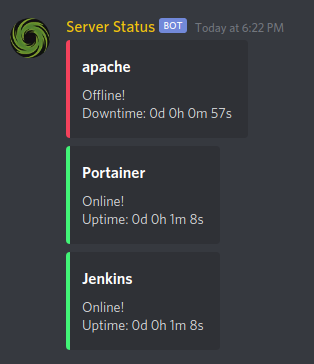 Server Status BOT Today at 6:22 PM
apache
Offline!
Downtime: 0d 0h 0m 57s
Portainer
Online!
Uptime: 0d 0h 1m 8s
Jenkins
Online!
Uptime: 0d 0h 1m 8s